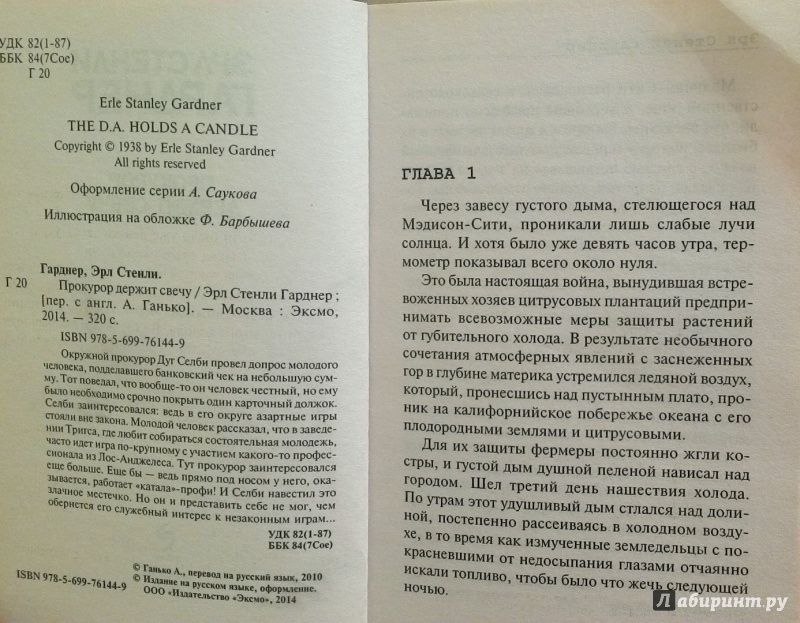 УДК 82(1-87)
ББК 84(7Сое)
Г 20
Erle Stanley Gardner
THE D.A. HOLDS A CANDLE
Copyright © 1938 by Erle Stanley Gardner
All rights reserved
Оформление серии А. Саукова
Иллюстрация на обложке Ф. Барбышева
Гарднер, Эрл Стенли.
Г 20 Прокурор держит свечу / Эрл Стенли Гарднер ;
[пер. с англ. А. Ганько]. — Москва : Эксмо,
2014. — 320 с.
ISBN 978-5-699-76144-9
Окружной прокурор Дуг Селби провел допрос молодого
человека, подделавшего банковский чек на небольшую сум-
му. Тот поведал, что вообще-то он человек честный, но ему
было необходимо срочно покрыть один карточный должок.
Селби заинтересовался: ведь в его округе азартные игры
стояли вне закона. Молодой человек рассказал, что в заведе-
нии Тригса, где любит собираться состоятельная молодежь,
часто идет игра по-крупному с участием какого-то профес-
сионала из Лос-Анджелеса. Тут прокурор заинтересовался
еще больше. Еще бы — ведь прямо под носом у него, ока-
зывается, работает «катала»-профи! И Селби навестил это
злачное местечко. Но он и представить себе не мог, чем
обернется его служебный интерес к незаконным играм...
УДК 82(1-87)
ББК 84(7Сое)
© Ганько А., перевод на русский язык, 2010
© Издание на русском языке, оформление.
ISBN 978-5-699-76144-9 ООО «Издательство «Эксмо», 2014
ГЛАВА 1
Через завесу густого дыма, стелющегося над
Мэдисон-Сити, проникали лишь слабые лучи
солнца. И хотя было уже девять часов утра, тер-
мометр показывал всего около нуля.
Это была настоящая война, вынудившая встре-
воженных хозяев цитрусовых плантаций предпри-
нимать всевозможные меры защиты растений
от губительного холода. В результате необычного
сочетания атмосферных явлений с заснеженных
гор в глубине материка устремился ледяной воздух,
который, пронесшись над пустынным плато, про-
ник на калифорнийское побережье океана с его
плодородными землями и цитрусовыми.
Для их защиты фермеры постоянно жгли ко-
стры, и густой дым душной пеленой нависал над
городом. Шел третий день нашествия холода.
По утрам этот удушливый дым стлался над доли-
ной, постепенно рассеиваясь в холодном возду-
хе, в то время как измученные земледельцы с по-
красневшими от недосыпания глазами отчаянно
искали топливо, чтобы было что жечь следующей
ночью.
Лабиринт.ру